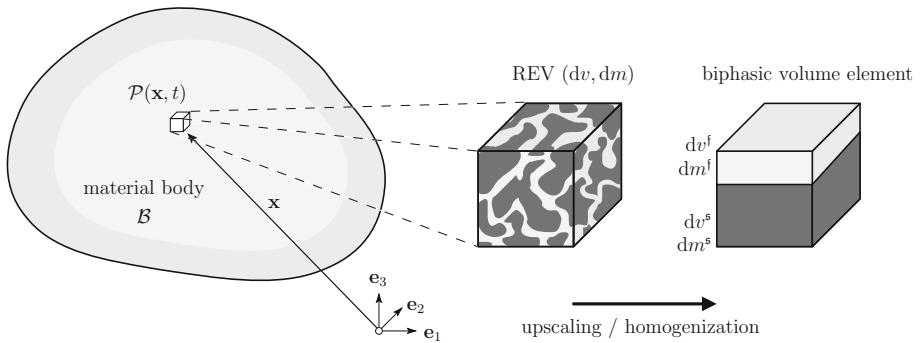 REV (dv, dm)
biphasic volume element
𝒫(x, t)
dv^𝔣
dm^𝔣
material body
ℬ
x
dv^𝔰
dm^𝔰
e₃
e₂
e₁
upscaling / homogenization